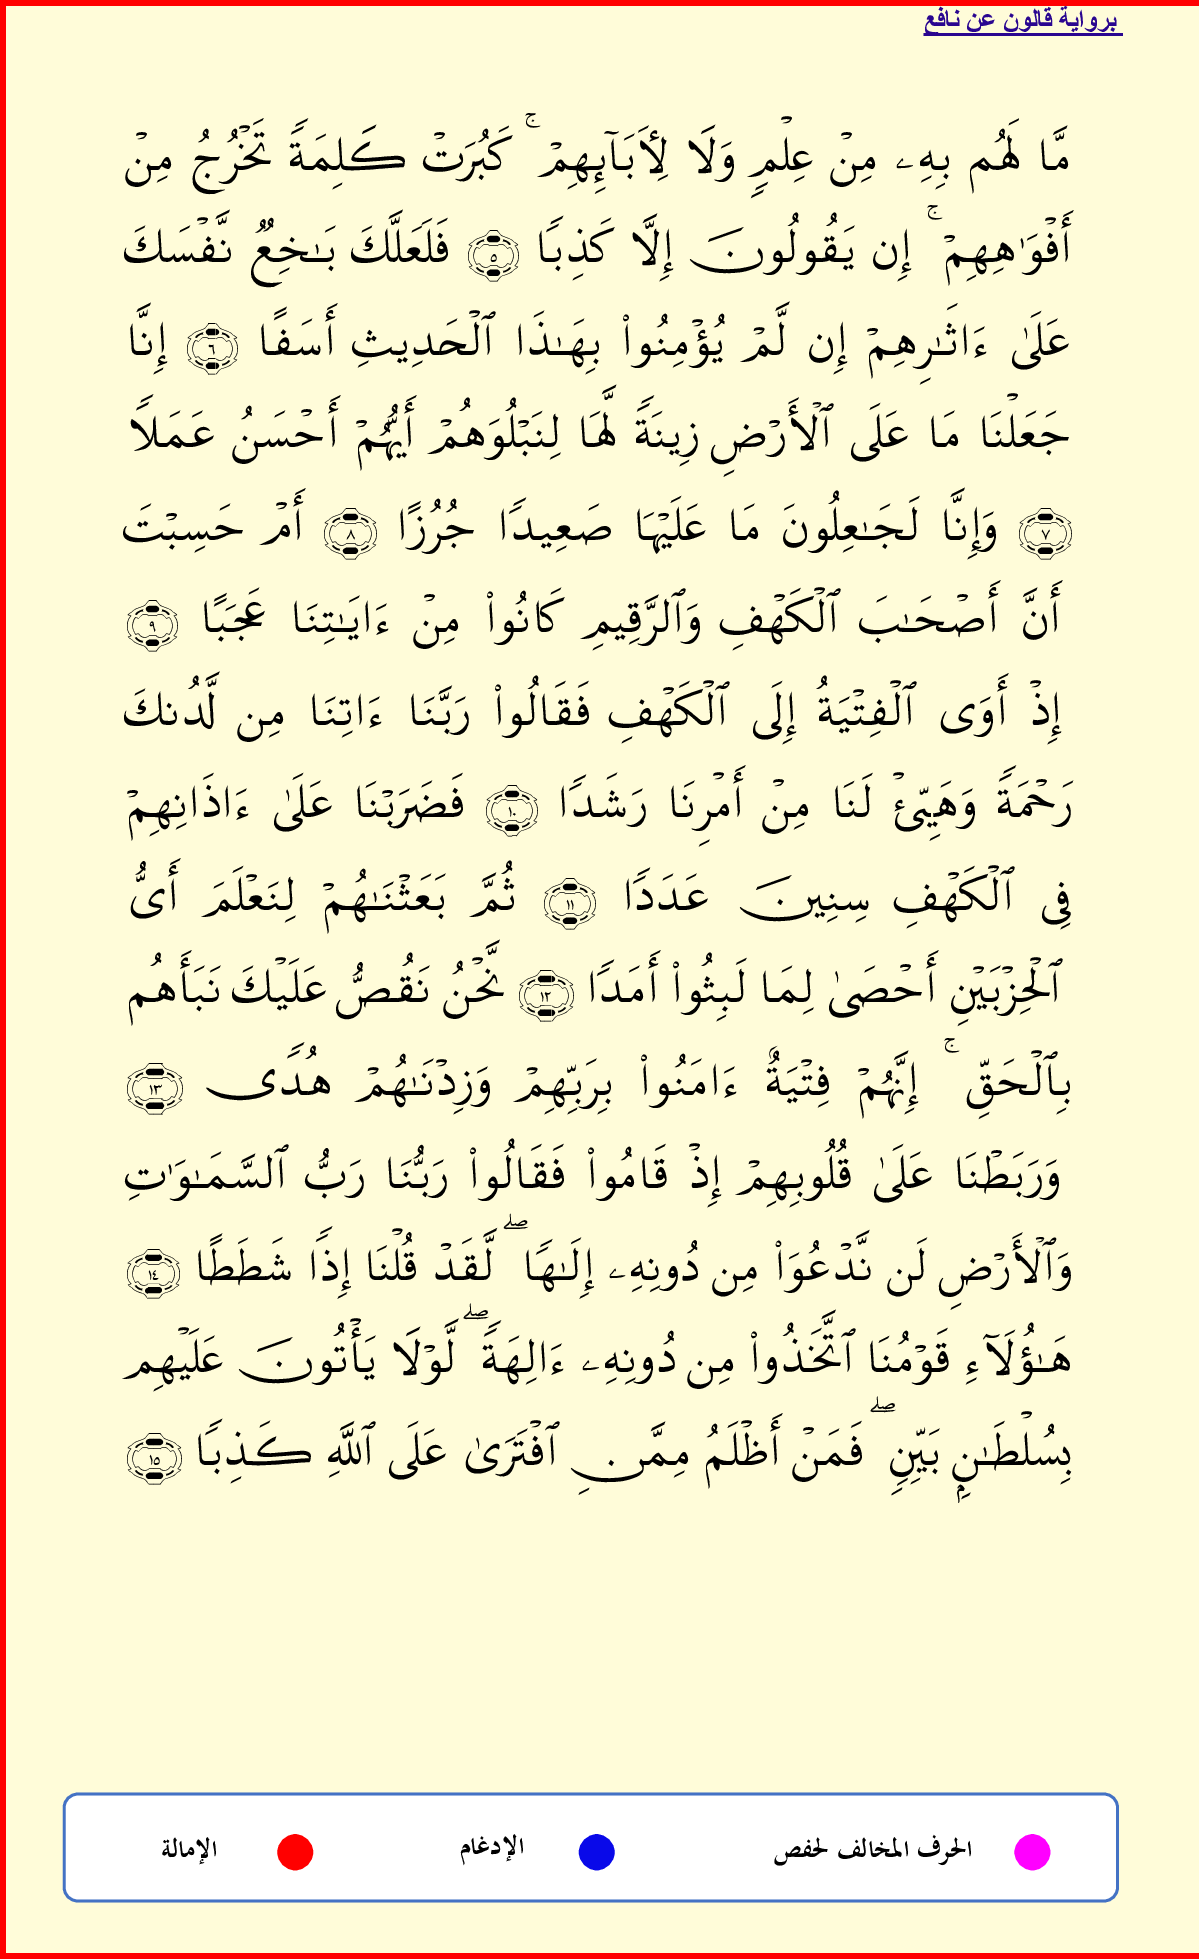 برواية قالون عن نافع
مَّا لَهُم بِهِۦ مِنْ عِلْمٖ وَلَا لِأَبَآئِهِمْ ۚ كَبُرَتْ كَلِمَةٗ تَخْرُجُ مِنْ
أَفْوَٰهِهِمْ ۚ إِن يَقُولُونَ إِلَّا كَذِبٗا ٥ فَلَعَلَّكَ بَٰخِعٞ نَّفْسَكَ
عَلَىٰ ءَاثَٰرِهِمْ إِن لَّمْ يُؤْمِنُوا۟ بِهَٰذَا ٱلْحَدِيثِ أَسَفًا ٦ إِنَّا
جَعَلْنَا مَا عَلَى ٱلْأَرْضِ زِينَةٗ لَّهَا لِنَبْلُوَهُمْ أَيُّهُمْ أَحْسَنُ عَمَلاٗ
٧ وَإِنَّا لَجَٰعِلُونَ مَا عَلَيْهَا صَعِيدٗا جُرُزًا ٨ أَمْ حَسِبْتَ
أَنَّ أَصْحَٰبَ ٱلْكَهْفِ وَٱلرَّقِيمِ كَانُوا۟ مِنْ ءَايَٰتِنَا عَجَبًا ٩
إِذْ أَوَى ٱلْفِتْيَةُ إِلَى ٱلْكَهْفِ فَقَالُوا۟ رَبَّنَا ءَاتِنَا مِن لَّدُنكَ
رَحْمَةٗ وَهَيِّئْ لَنَا مِنْ أَمْرِنَا رَشَدٗا ١٠ فَضَرَبْنَا عَلَىٰ ءَاذَانِهِمْ
فِى ٱلْكَهْفِ سِنِينَ عَدَدٗا ١١ ثُمَّ بَعَثْنَٰهُمْ لِنَعْلَمَ أَىُّ
ٱلْحِزْبَيْنِ أَحْصَىٰ لِمَا لَبِثُوا۟ أَمَدٗا ١٢ نَّحْنُ نَقُصُّ عَلَيْكَ نَبَأَهُم
بِٱلْحَقِّ ۚ إِنَّهُمْ فِتْيَةٌ ءَامَنُوا۟ بِرَبِّهِمْ وَزِدْنَٰهُمْ هُدٗى ١٣
وَرَبَطْنَا عَلَىٰ قُلُوبِهِمْ إِذْ قَامُوا۟ فَقَالُوا۟ رَبُّنَا رَبُّ ٱلسَّمَٰوَٰتِ
وَٱلْأَرْضِ لَن نَّدْعُوَا۟ مِن دُونِهِۦ إِلَٰهٗا ۖ لَّقَدْ قُلْنَا إِذٗا شَطَطًا ١٤
هَٰؤُلَآءِ قَوْمُنَا ٱتَّخَذُوا۟ مِن دُونِهِۦ ءَالِهَةٗ ۖ لَّوْلَا يَأْتُونَ عَلَيْهِم
بِسُلْطَٰنِۭ بَيِّنٖ ۖ فَمَنْ أَظْلَمُ مِمَّنِ ٱفْتَرَىٰ عَلَى ٱللَّهِ كَذِبٗا ١٥
الحرف المخالف لحفص الإدغام الإمالة